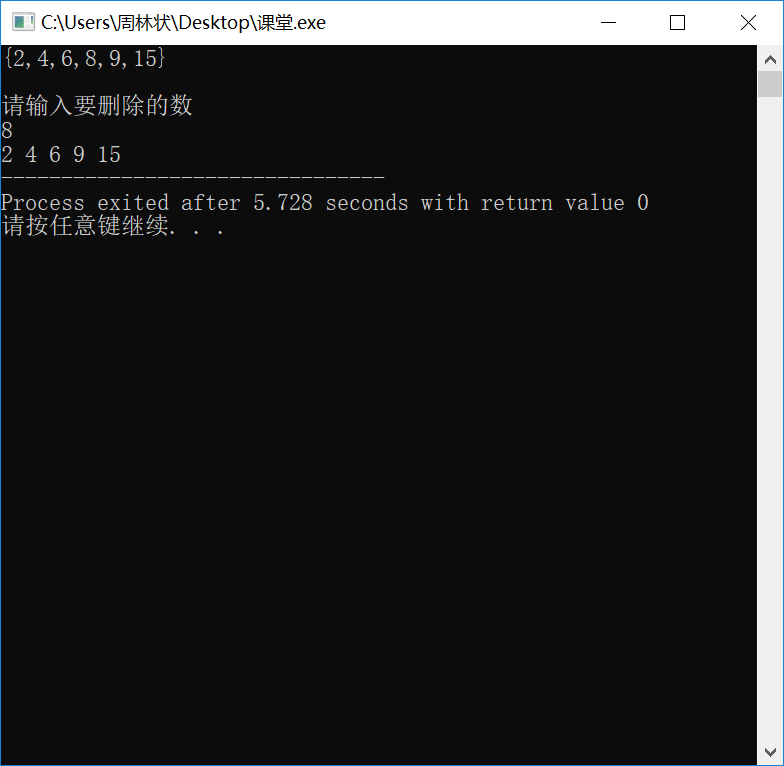 C:\Users\周林状\Desktop\课堂.exe
{2,4,6,8,9,15}
请输入要删除的数
8
2 4 6 9 15
--------------------------------
Process exited after 5.728 seconds with return value 0
请按任意键继续. . .